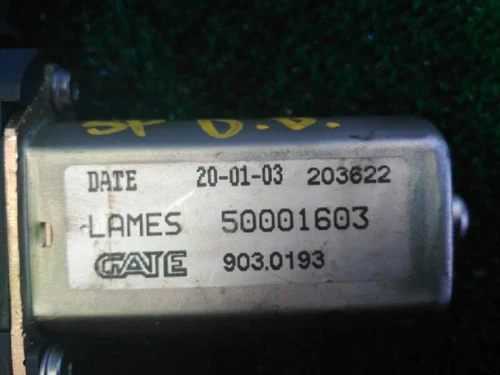 DATE 20-01-03 203622
LAMES 50001603
GATE 903.0193